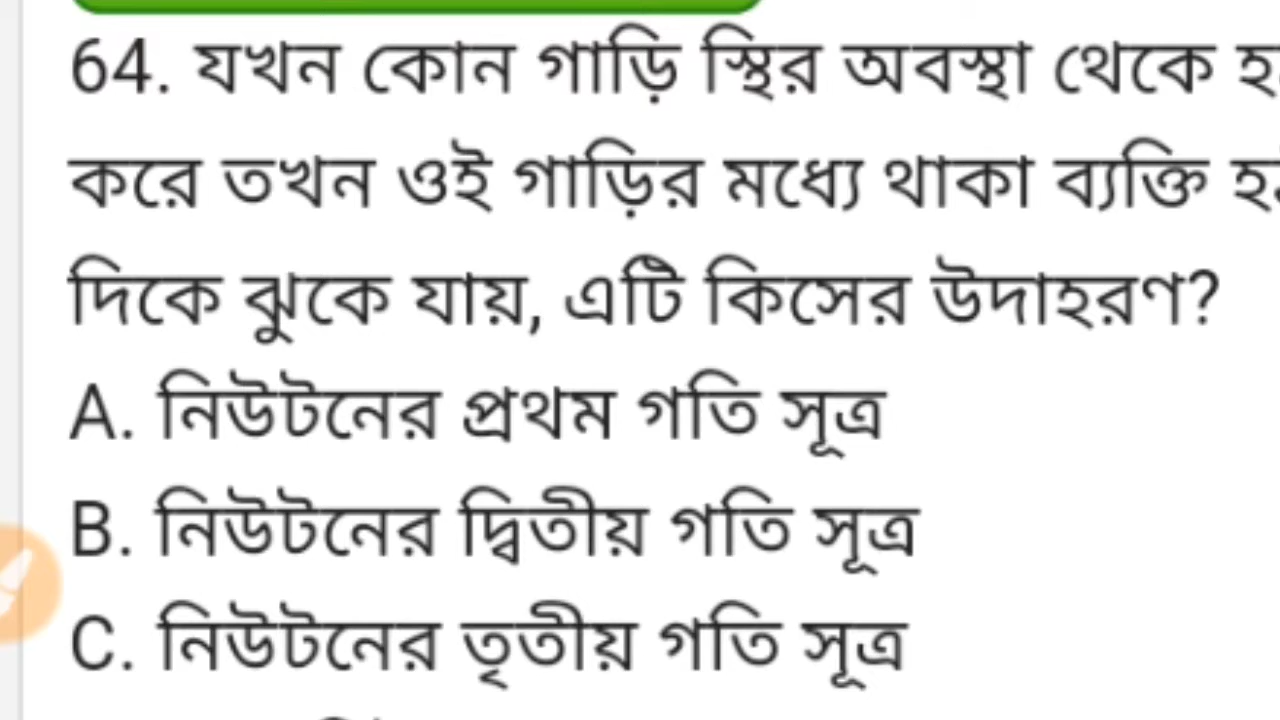 64. যখন কোন গাড়ি স্থির অবস্থা থেকে
করে তখন ওই গাড়ির মধ্যে থাকা ব্যক্তি
দিকে ঝুকে যায়, এটি কিসের উদাহরণ?
A. নিউটনের প্রথম গতি সূত্র
B. নিউটনের দ্বিতীয় গতি সূত্র
C. নিউটনের তৃতীয় গতি সূত্র